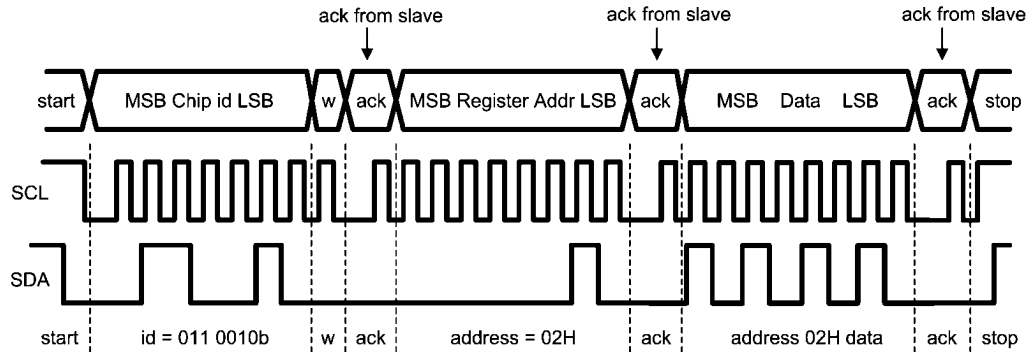 ack from slave ack from slave ack from slave
start MSB Chip id LSB w ack MSB Register Addr LSB ack MSB Data LSB ack stop
SCL
SDA
start id = 011 0010b w ack address = 02H ack address 02H data ack stop